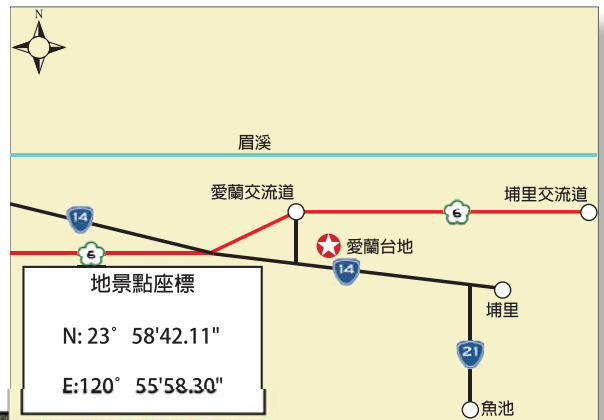 N
眉溪
14
愛蘭交流道
6
埔里交流道
6
愛蘭台地
14
地景點座標
埔里
N: 23° 58'42.11"
21
E:120° 55'58.30"
魚池